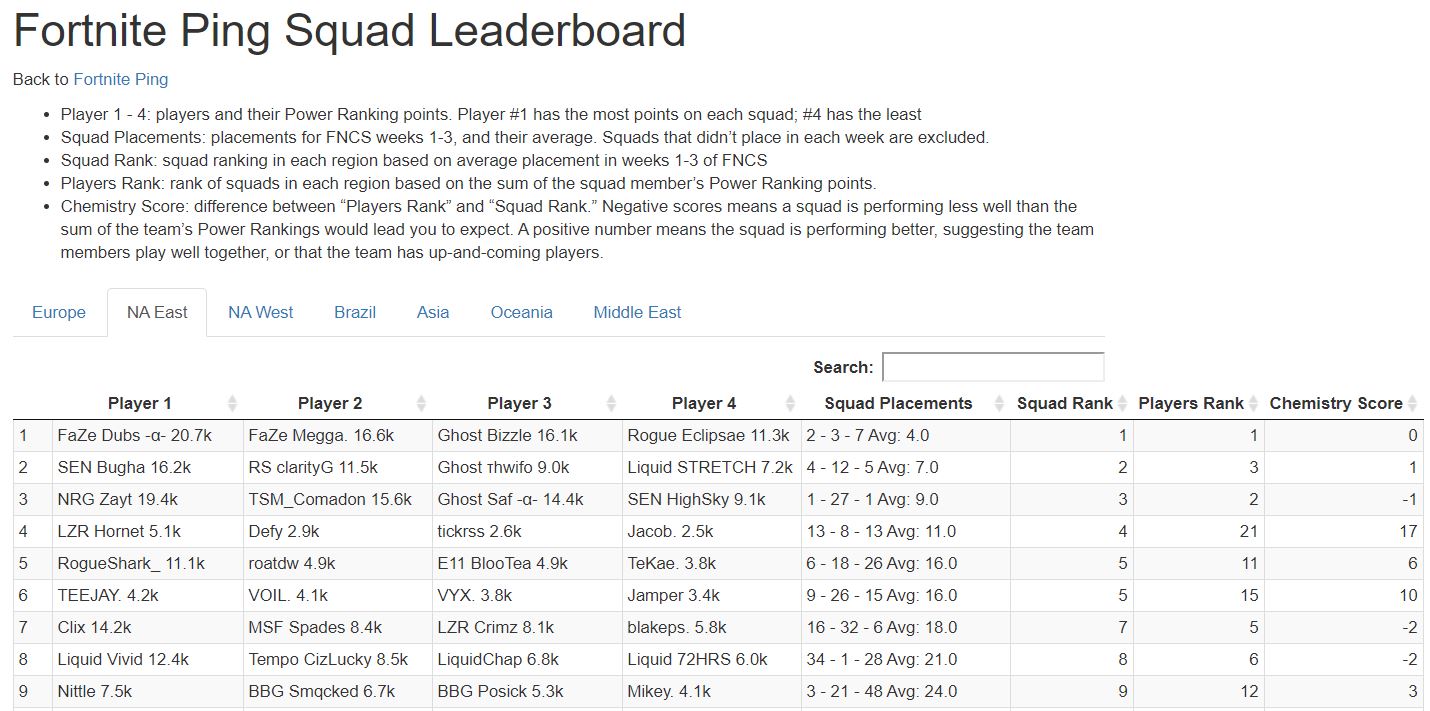 Fortnite Ping Squad Leaderboard
Back to Fortnite Ping
• Player 1 - 4: players and their Power Ranking points. Player #1 has the most points on each squad; #4 has the least
• Squad Placements: placements for FNCS weeks 1-3, and their average. Squads that didn’t place in each week are excluded.
• Squad Rank: squad ranking in each region based on average placement in weeks 1-3 of FNCS
• Players Rank: rank of squads in each region based on the sum of the squad member’s Power Ranking points.
• Chemistry Score: difference between “Players Rank” and “Squad Rank.” Negative scores means a squad is performing less well than the
sum of the team’s Power Rankings would lead you to expect. A positive number means the squad is performing better, suggesting the team
members play well together, or that the team has up-and-coming players.
Europe NA East NA West Brazil Asia Oceania Middle East
Search:
Player 1 Player 2 Player 3 Player 4 Squad Placements Squad Rank Players Rank Chemistry Score
1 FaZe Dubs -α- 20.7k FaZe Megga. 16.6k Ghost Bizzle 16.1k Rogue Eclipsae 11.3k 2 - 3 - 7 Avg: 4.0 1 1 0
2 SEN Bugha 16.2k RS clarityG 11.5k Ghost тhwifo 9.0k Liquid STRETCH 7.2k 4 - 12 - 5 Avg: 7.0 2 3 1
3 NRG Zayt 19.4k TSM_Comadon 15.6k Ghost Saf -α- 14.4k SEN HighSky 9.1k 1 - 27 - 1 Avg: 9.0 3 2 -1
4 LZR Hornet 5.1k Defy 2.9k tickrss 2.6k Jacob. 2.5k 13 - 8 - 13 Avg: 11.0 4 21 17
5 RogueShark_ 11.1k roatdw 4.9k E11 BlooTea 4.9k TeKae. 3.8k 6 - 18 - 26 Avg: 16.0 5 11 6
6 TEEJAY. 4.2k VOIL. 4.1k VYX. 3.8k Jamper 3.4k 9 - 26 - 15 Avg: 16.0 5 15 10
7 Clix 14.2k MSF Spades 8.4k LZR Crimz 8.1k blakeps. 5.8k 16 - 32 - 6 Avg: 18.0 7 5 -2
8 Liquid Vivid 12.4k Tempo CizLucky 8.5k LiquidChap 6.8k Liquid 72HRS 6.0k 34 - 1 - 28 Avg: 21.0 8 6 -2
9 Nittle 7.5k BBG Smqcked 6.7k BBG Posick 5.3k Mikey. 4.1k 3 - 21 - 48 Avg: 24.0 9 12 3